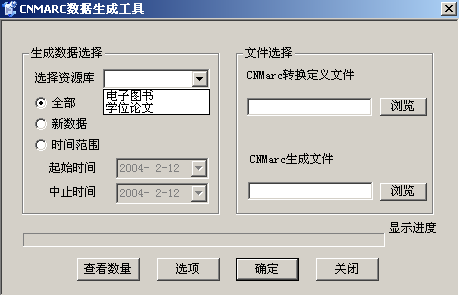 CNMARC数据生成工具
生成数据选择
选择资源库
电子图书
学位论文
全部
新数据
时间范围
起始时间 2004- 2-12
中止时间 2004- 2-12
文件选择
CNMarc转换定义文件
浏览
CNMarc生成文件
浏览
显示进度
查看数量 选项 确定 关闭